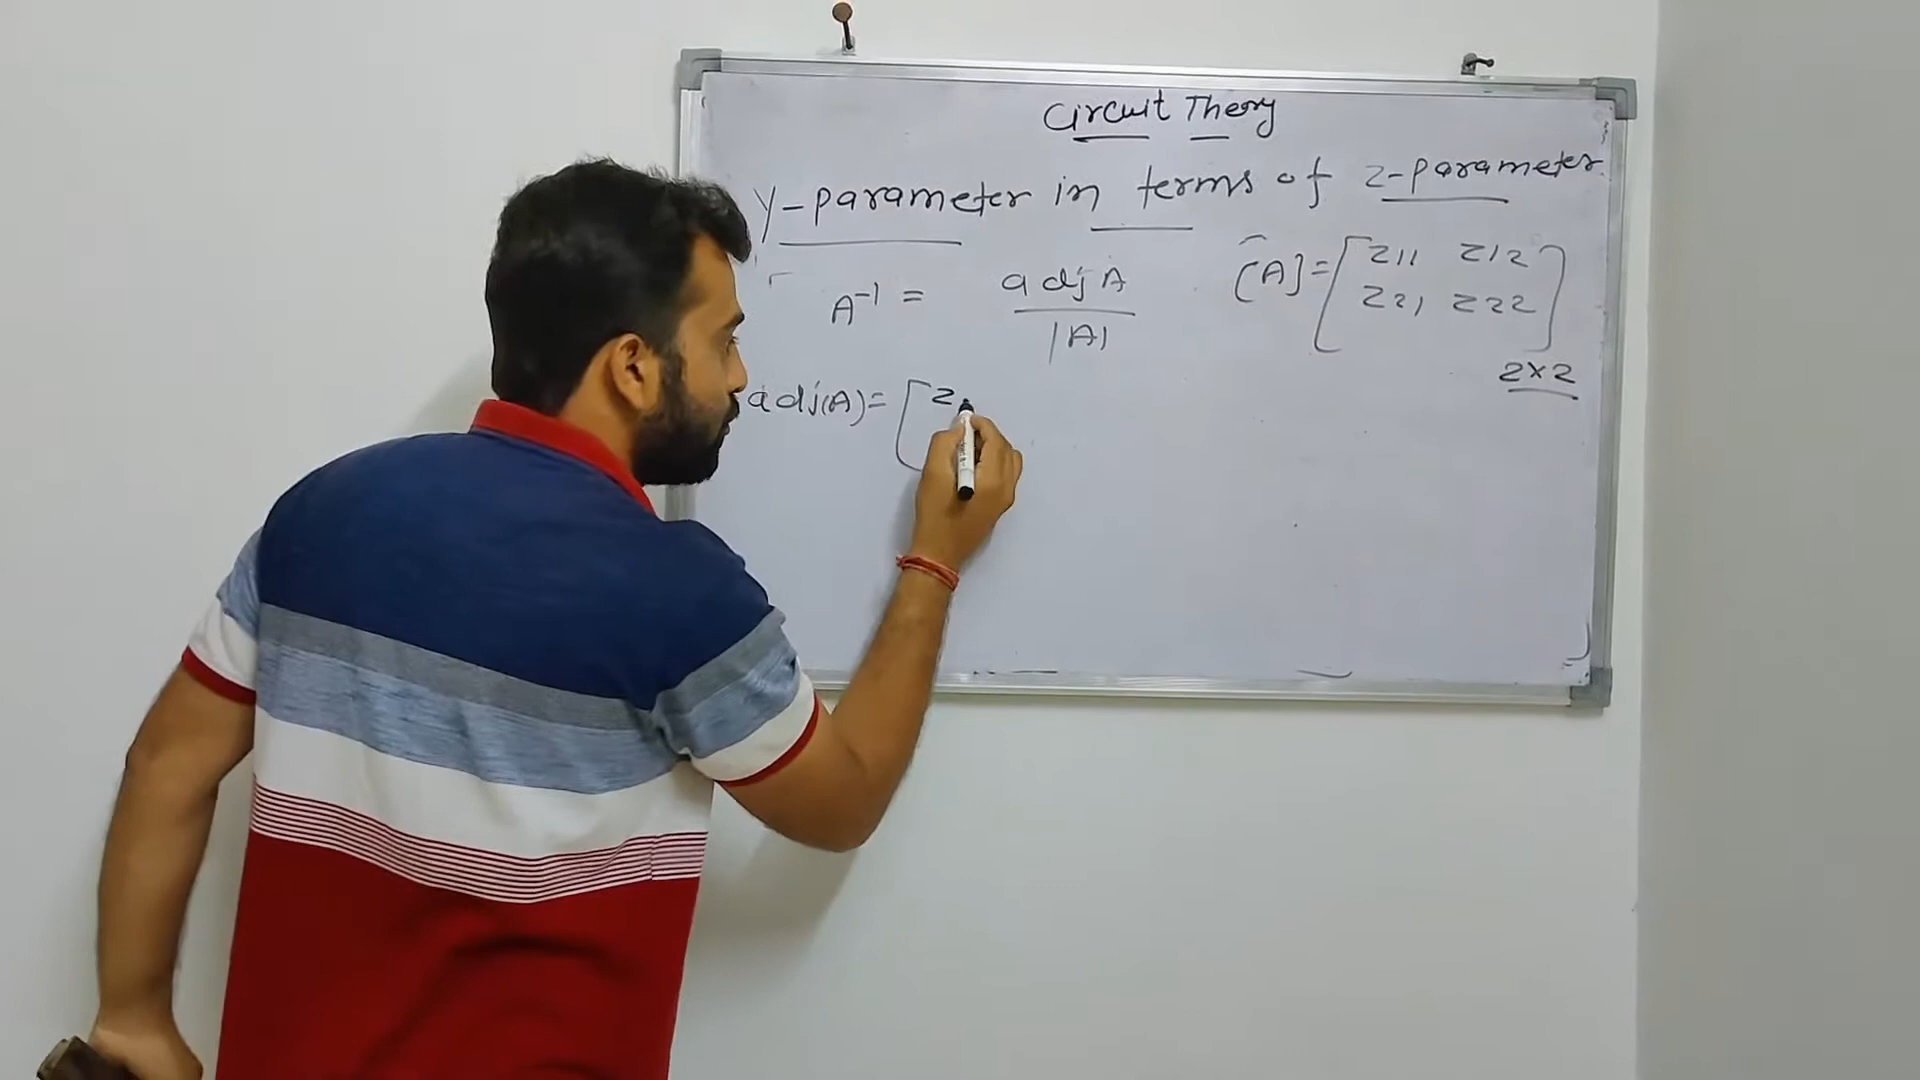 Circuit Theory
Y-parameter in terms of Z-parameter
A⁻¹ = adj A / |A| [A] = [Z11 Z12
Z21 Z22]
2×2
adj(A) = [Z